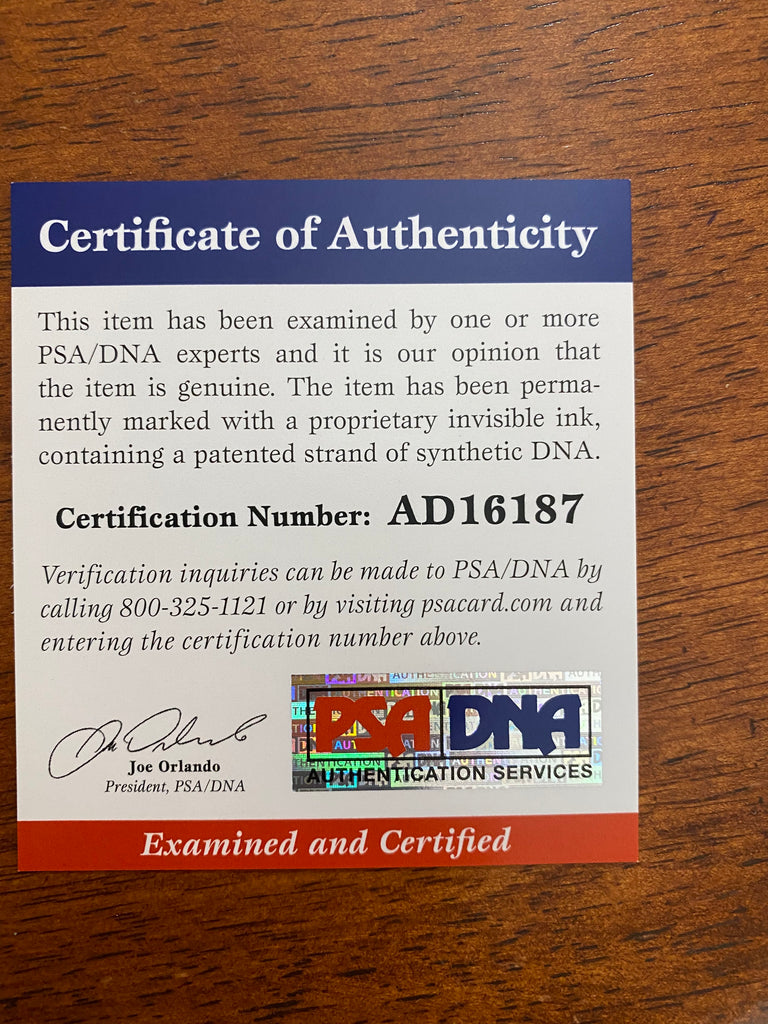 Certificate of Authenticity
This item has been examined by one or more
PSA/DNA experts and it is our opinion that
the item is genuine. The item has been perma-
nently marked with a proprietary invisible ink,
containing a patented strand of synthetic DNA.
Certification Number: AD16187
Verification inquiries can be made to PSA/DNA by
calling 800-325-1121 or by visiting psacard.com and
entering the certification number above.
PSA DNA
AUTHENTICATION SERVICES
Joe Orlando
President, PSA/DNA
Examined and Certified